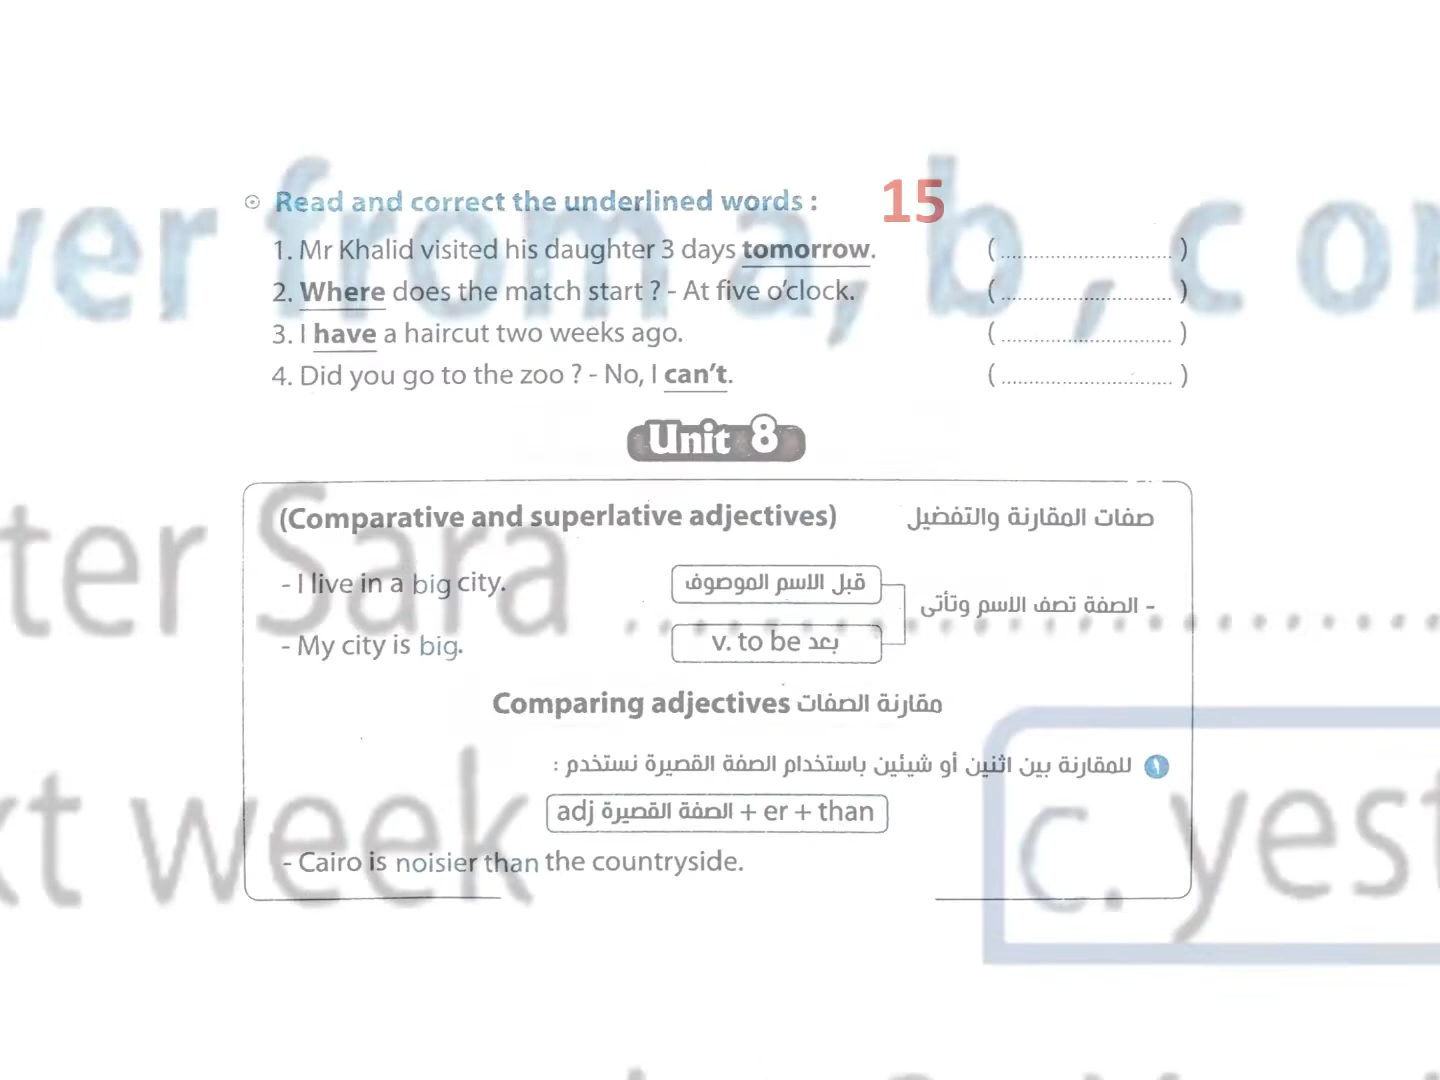 Read and correct the underlined words : 15
1. Mr Khalid visited his daughter 3 days tomorrow. (............................)
2. Where does the match start ? - At five o'clock. (............................)
3. I have a haircut two weeks ago. (............................)
4. Did you go to the zoo ? - No, I can't. (............................)
Unit 8
(Comparative and superlative adjectives) صفات المقارنة والتفضيل
- الصفة تصف الاسم وتأتى
- I live in a big city. قبل الاسم الموصوف
- My city is big. بعد v. to be
Comparing adjectives مقارنة الصفات
١ للمقارنة بين اثنين أو شيئين باستخدام الصفة القصيرة نستخدم :
adj الصفة القصيرة + er + than
- Cairo is noisier than the countryside.
ver from a, b , c or
ter Sara ..............
xt week
c. yest